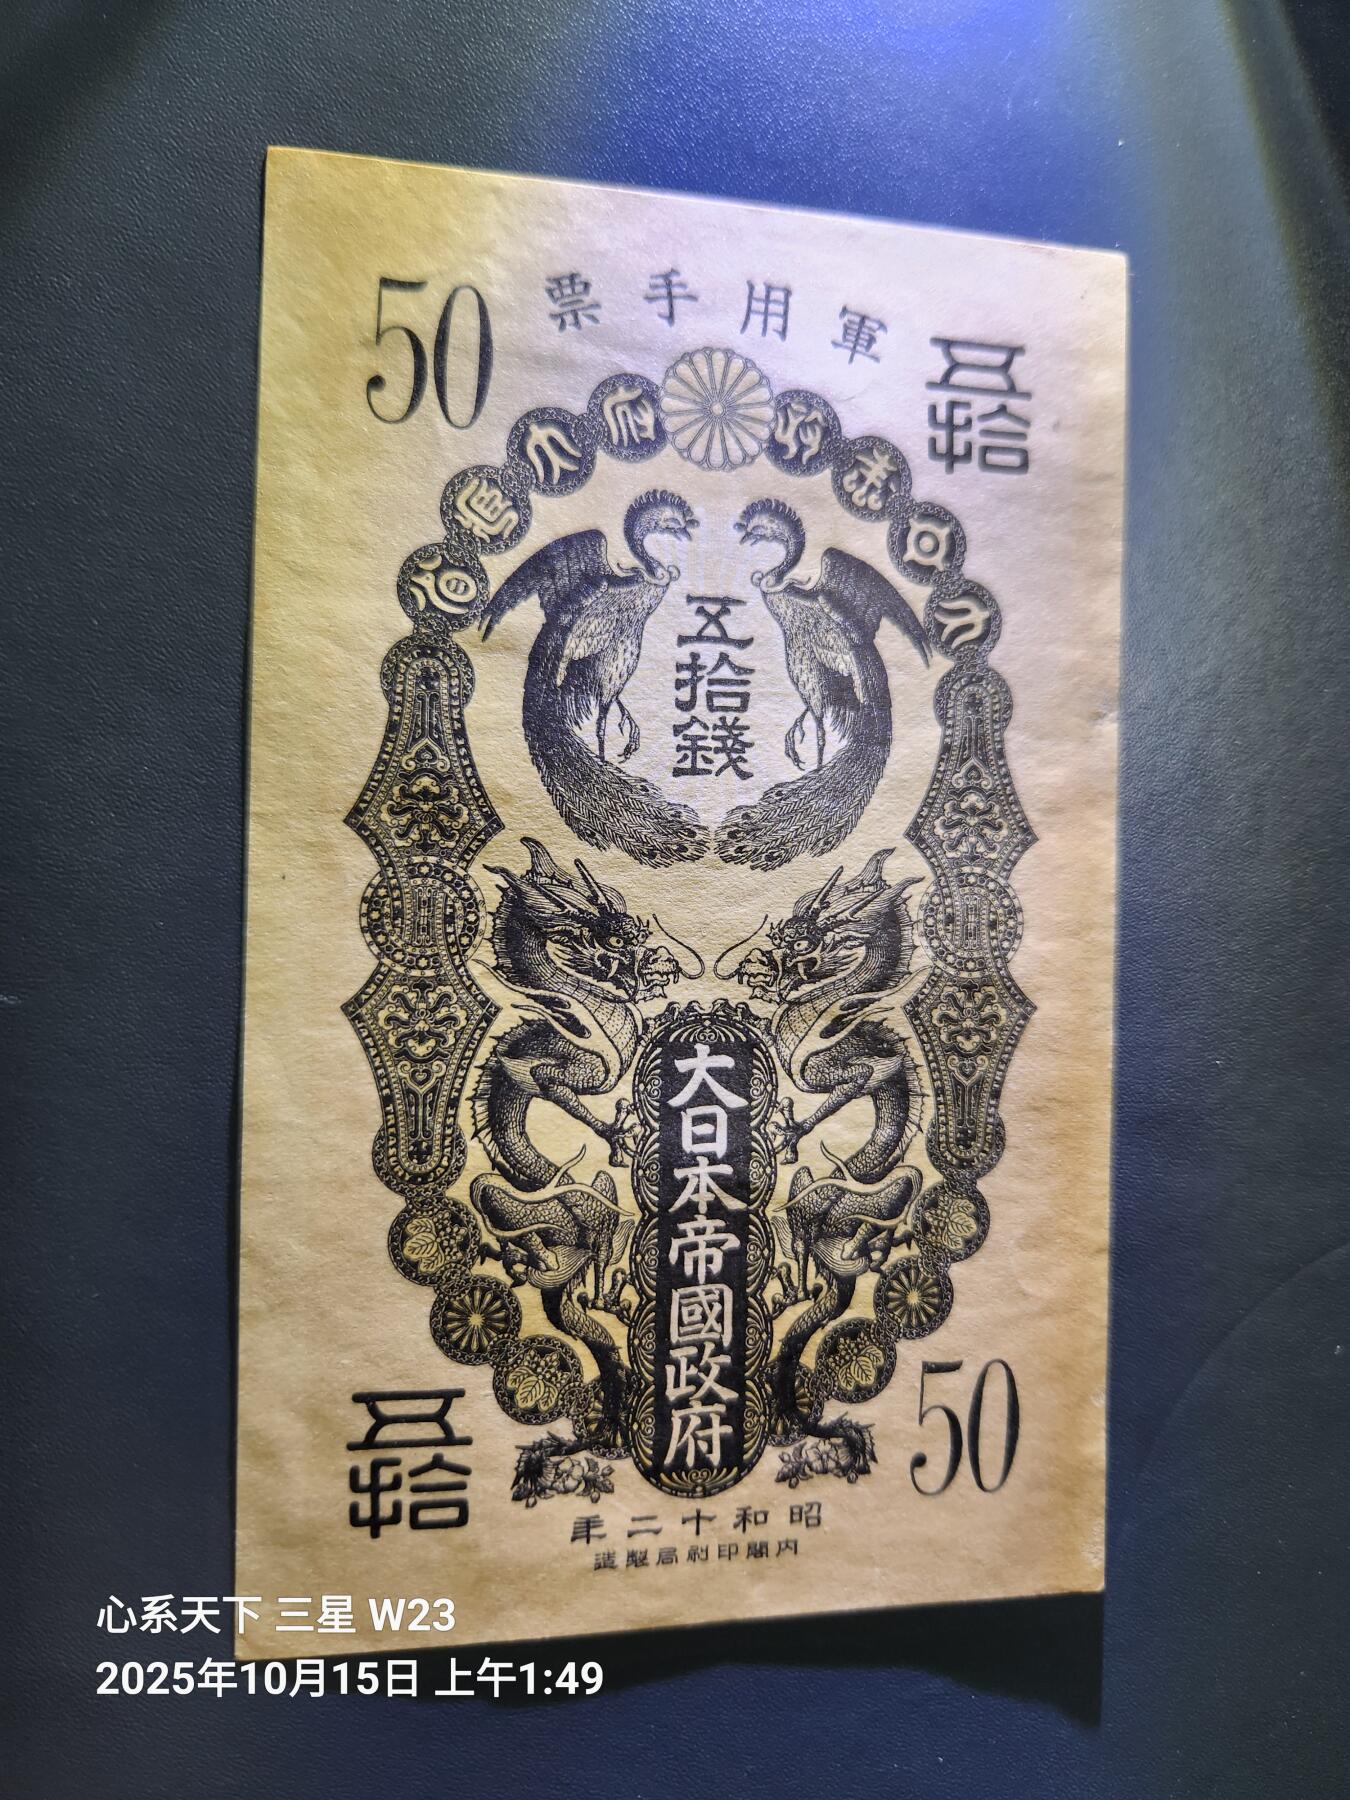 50
軍用手票
五拾
五拾錢
大日本帝國政府
五拾
50
昭和十二年
内閣印刷局製造
心系天下 三星 W23
2025年10月15日 上午1:49